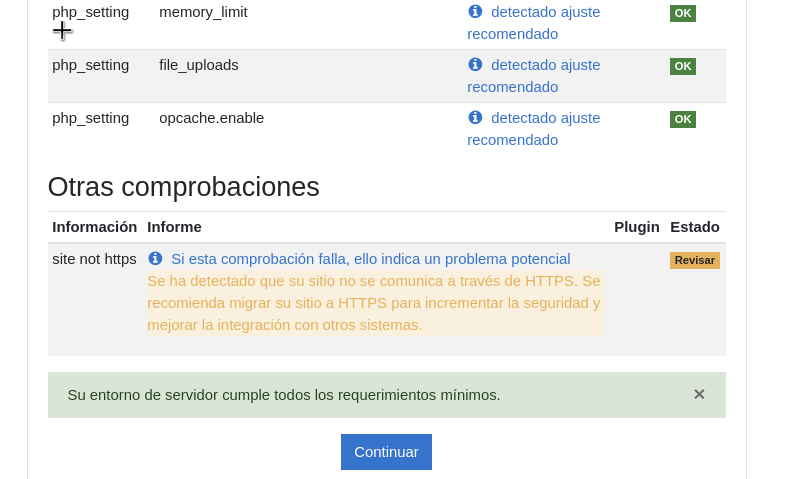 php_setting memory_limit detectado ajuste OK
recomendado
php_setting file_uploads detectado ajuste OK
recomendado
php_setting opcache.enable detectado ajuste OK
recomendado
Otras comprobaciones
Información Informe Plugin Estado
site not https Si esta comprobación falla, ello indica un problema potencial Revisar
Se ha detectado que su sitio no se comunica a través de HTTPS. Se
recomienda migrar su sitio a HTTPS para incrementar la seguridad y
mejorar la integración con otros sistemas.
Su entorno de servidor cumple todos los requerimientos mínimos. ×
Continuar